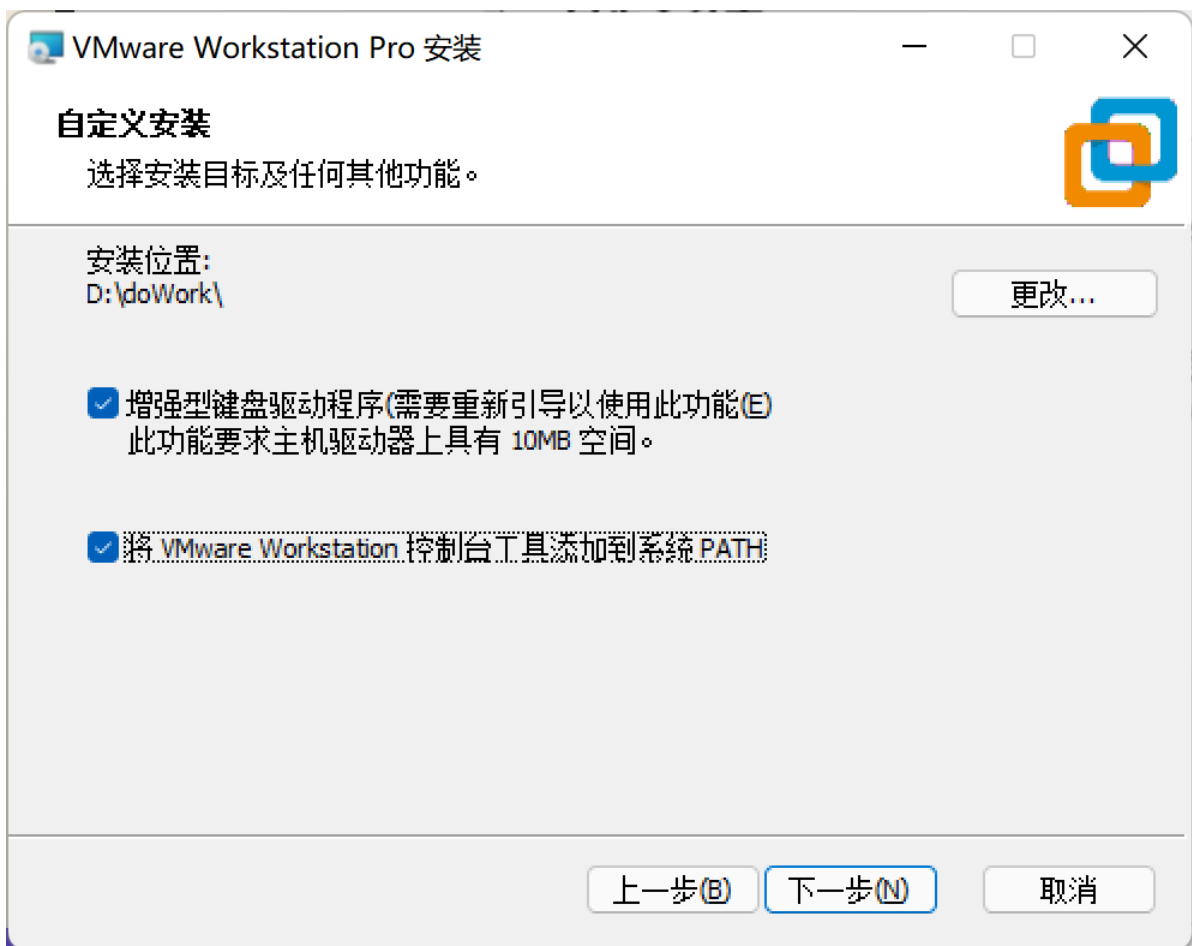 VMware Workstation Pro 安装
自定义安装
选择安装目标及任何其他功能。
安装位置:
D:\doWork\
更改...
增强型键盘驱动程序(需要重新引导以使用此功能(E)
此功能要求主机驱动器上具有 10MB 空间。
将 VMware Workstation 控制台工具添加到系统 PATH
上一步(B) 下一步(N) 取消